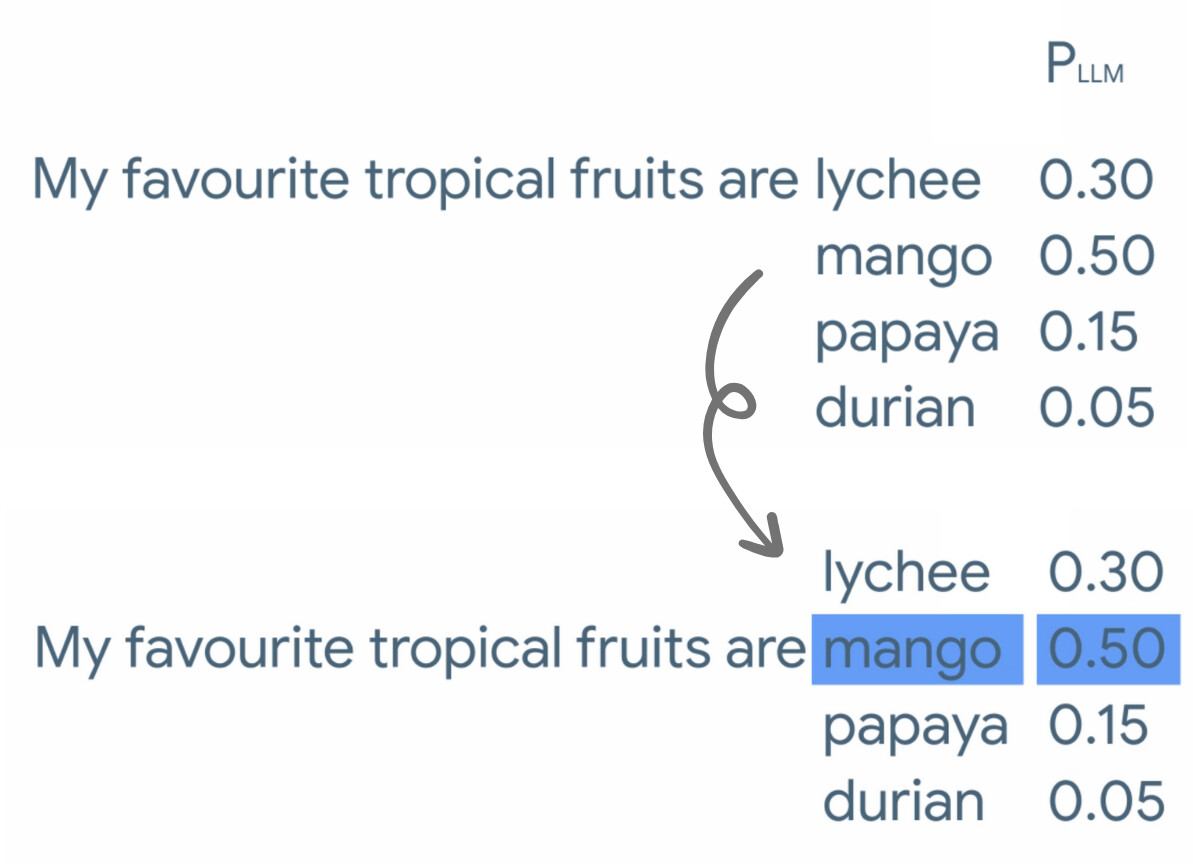 PLLM
My favourite tropical fruits are lychee 0.30
mango 0.50
papaya 0.15
durian 0.05
lychee 0.30
My favourite tropical fruits are mango 0.50
papaya 0.15
durian 0.05